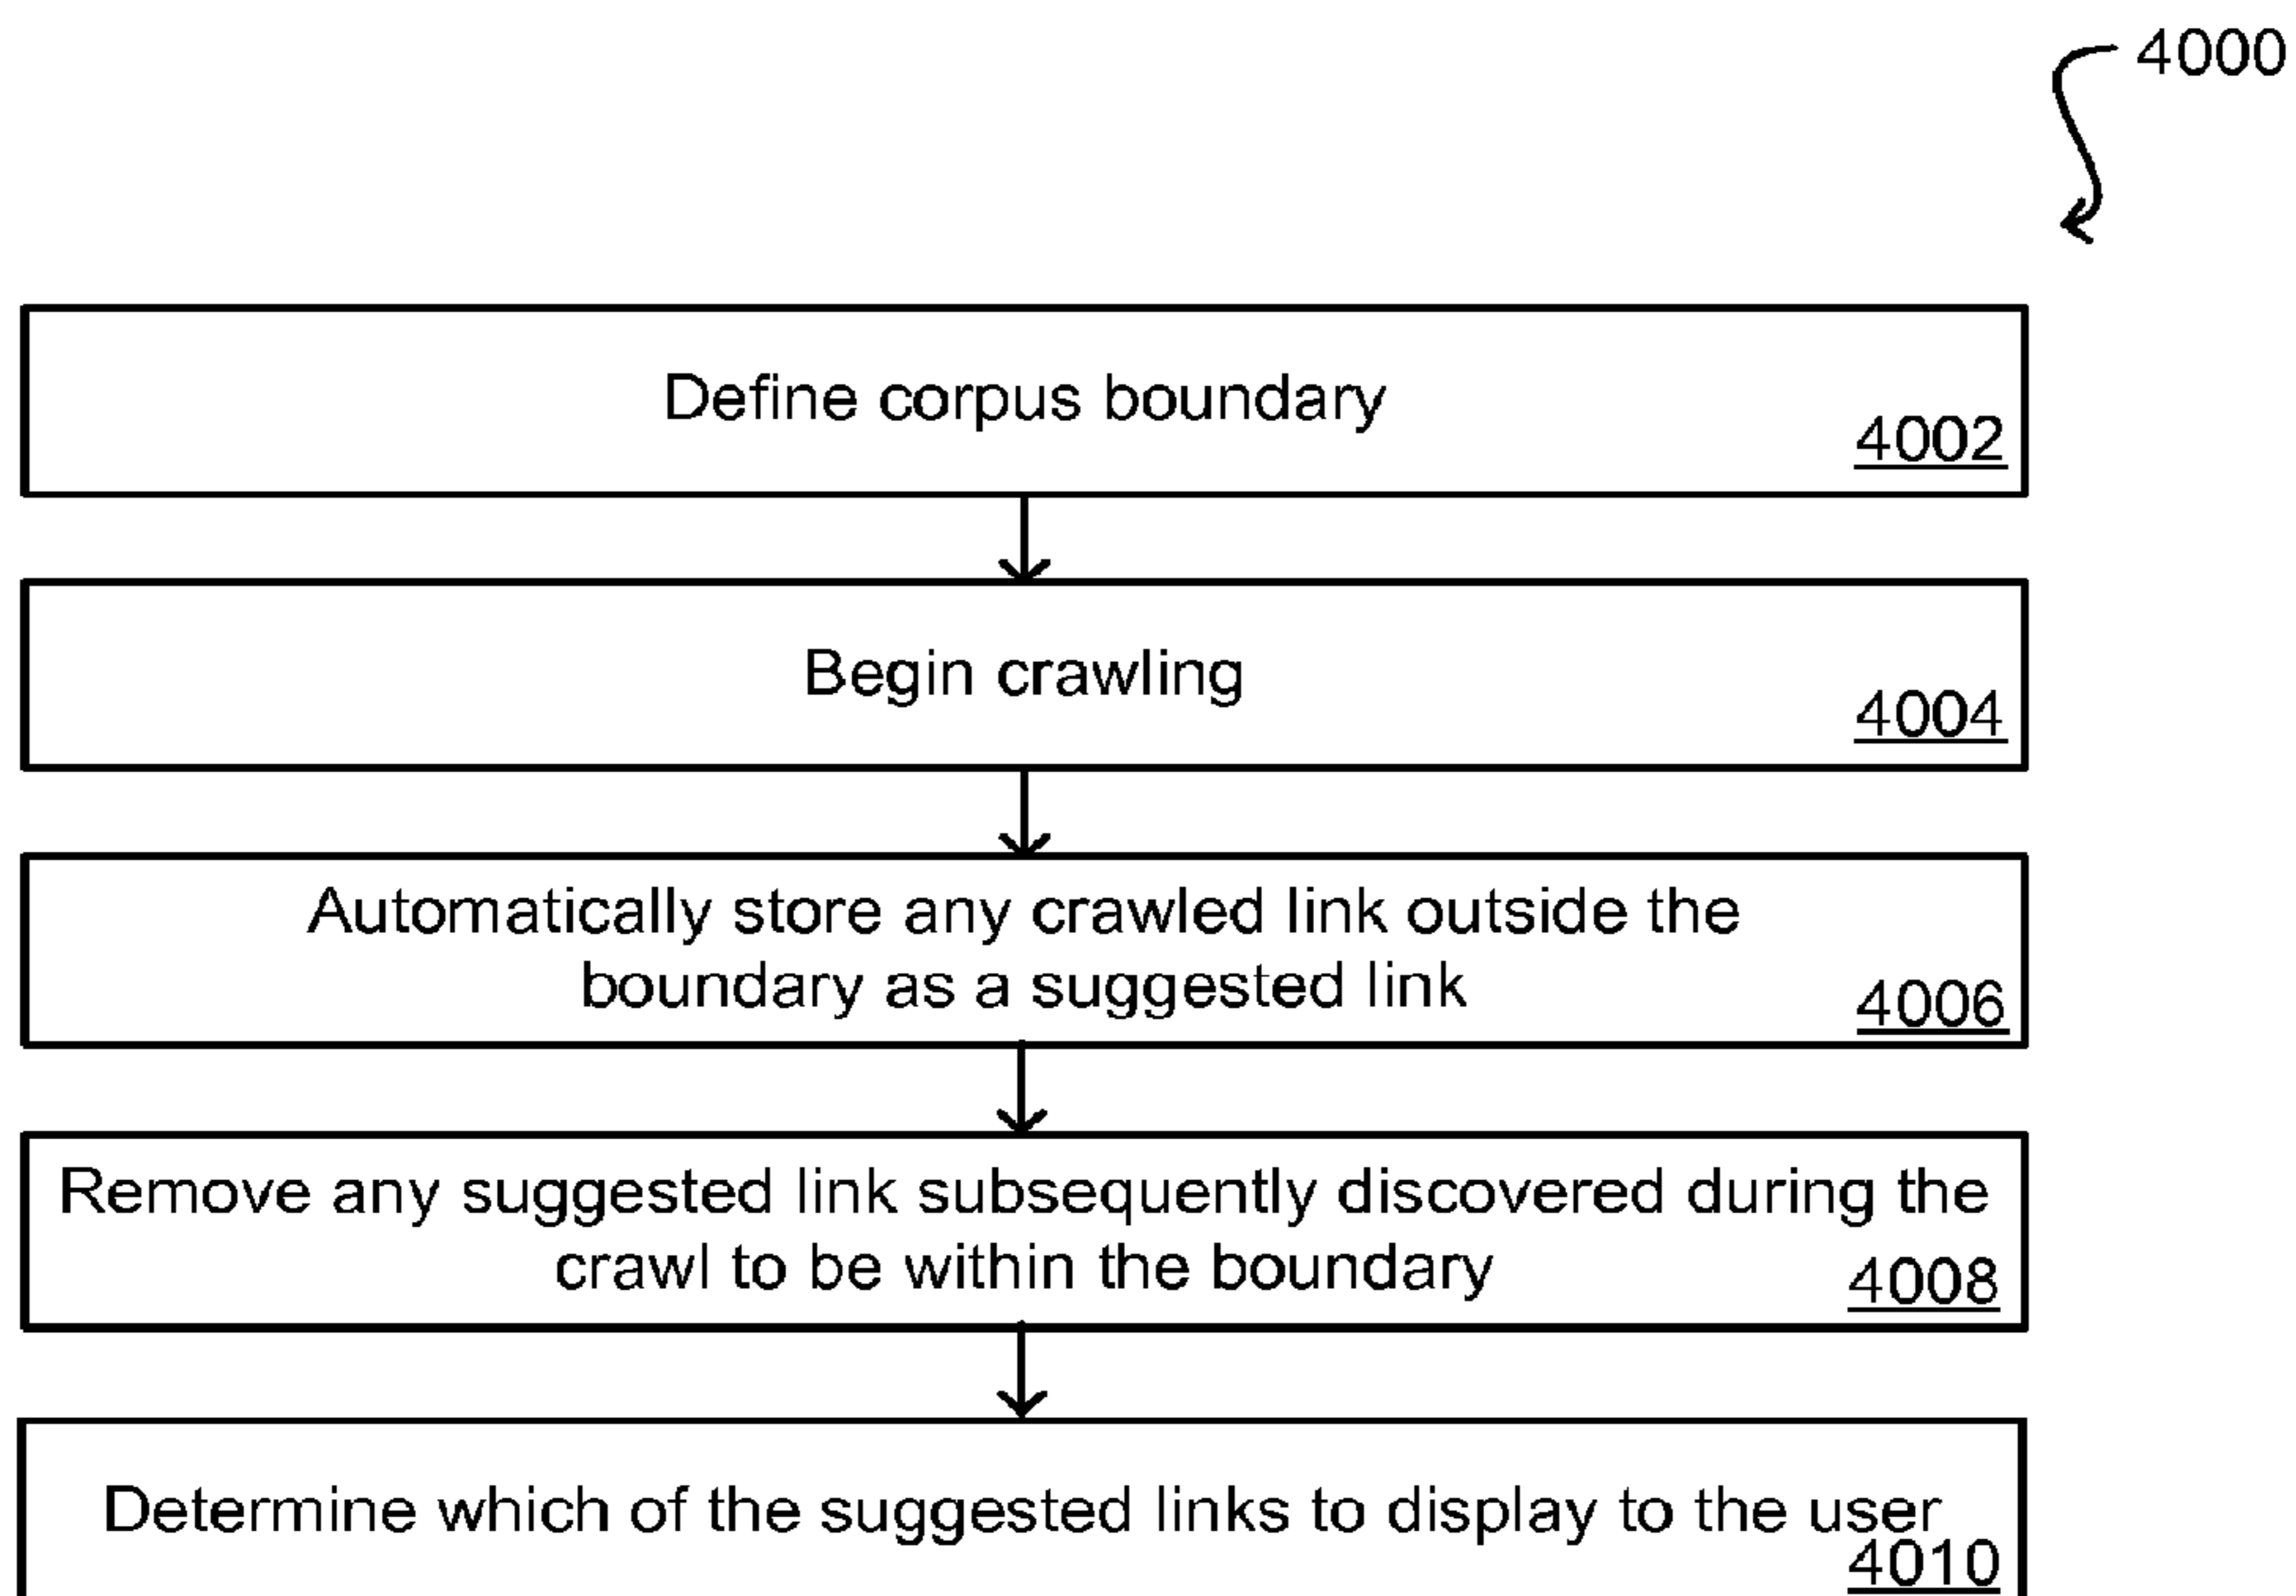 4000
Define corpus boundary
4002
Begin crawling
4004
Automatically store any crawled link outside the
boundary as a suggested link
4006
Remove any suggested link subsequently discovered during the
crawl to be within the boundary
4008
Determine which of the suggested links to display to the user
4010